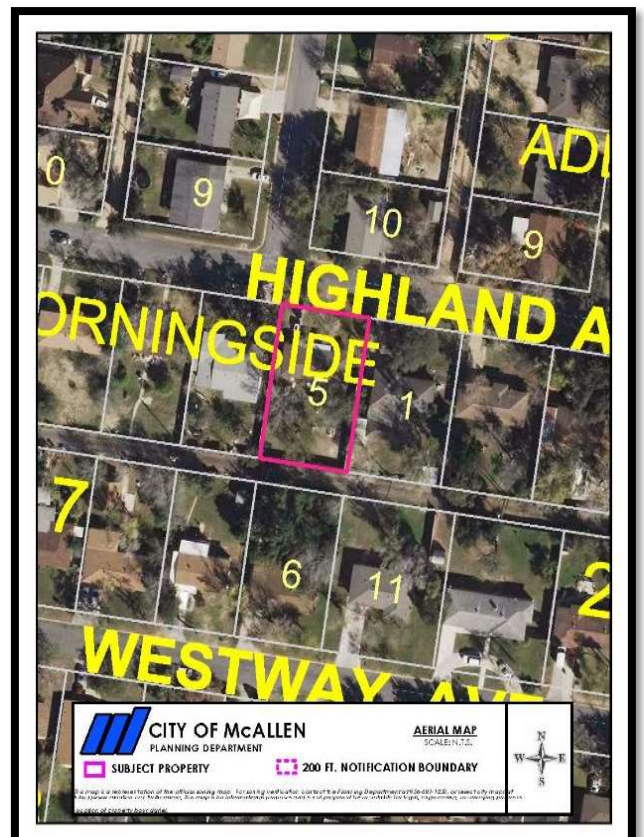 ADD
0
9
10
9
HIGHLAND A
ORNINGSIDE
5
1
7
6
11
2
WESTWAY AVE
CITY OF McALLEN
PLANNING DEPARTMENT
AERIAL MAP
SCALE: N.T.S.
SUBJECT PROPERTY
200 FT. NOTIFICATION BOUNDARY
N
W E
S